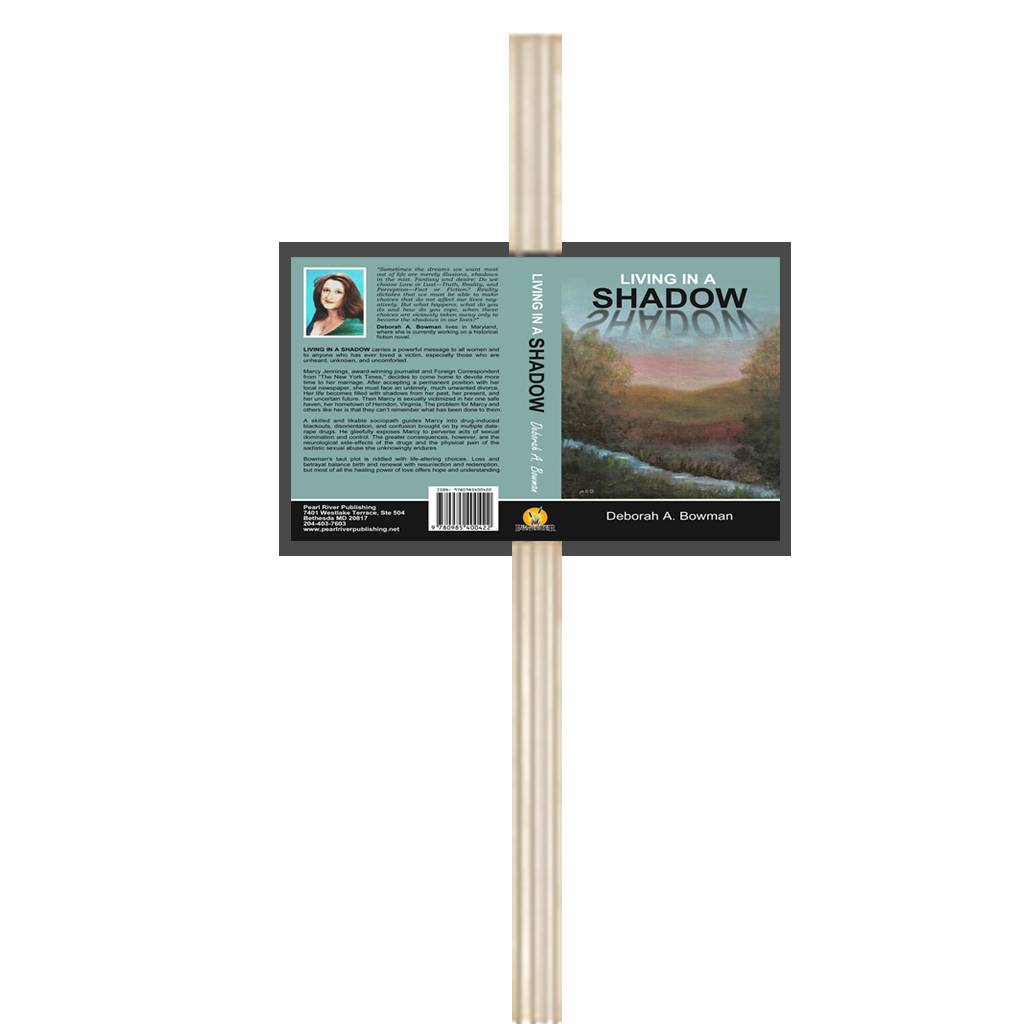 "Sometimes the dreams we want most
out of life are merely illusions, shadows
in the mist. Fantasy and desire: Do we
choose Love or Lust—Truth, Reality, and
Perception—Fact or Fiction? Reality
dictates that we must be able to make
choices that do not affect our lives neg-
atively. But what happens, what do you
do and how do you cope, when these
choices are viciously taken away only to
become the shadows in our lives?"
Deborah A. Bowman lives in Maryland,
where she is currently working on a historical
fiction novel.
LIVING IN A SHADOW carries a powerful message to all women and
to anyone who has ever loved a victim, especially those who are
unheard, unknown, and uncomforted.
Marcy Jennings, award-winning journalist and Foreign Correspondent
from "The New York Times," decides to come home to devote more
time to her marriage. After accepting a permanent position with her
local newspaper, she must face an untimely, much unwanted divorce.
Her life becomes filled with shadows from her past, her present, and
her uncertain future. Then Marcy is sexually victimized in her one safe
haven, her hometown of Herndon, Virginia. The problem for Marcy and
others like her is that they can't remember what has been done to them.
A skilled and likable sociopath guides Marcy into drug-induced
blackouts, disorientation, and confusion brought on by multiple date-
rape drugs. He gleefully exposes Marcy to perverse acts of sexual
domination and control. The greater consequences, however, are the
neurological side-effects of the drugs and the physical pain of the
sadistic sexual abuse she unknowingly endures.
Bowman's taut plot is riddled with life-altering choices. Loss and
betrayal balance birth and renewal with resurrection and redemption,
but most of all the healing power of love offers hope and understanding.
Pearl River Publishing
7401 Westlake Terrace, Ste 504
Bethesda MD 20817
204-403-7603
www.pearlriverpublishing.net
ISBN: 9780985400422
9 780985 400422
LIVING IN A SHADOW Deborah A. Bowman
LIVING IN A
SHADOW
SHADOW
Deborah A. Bowman